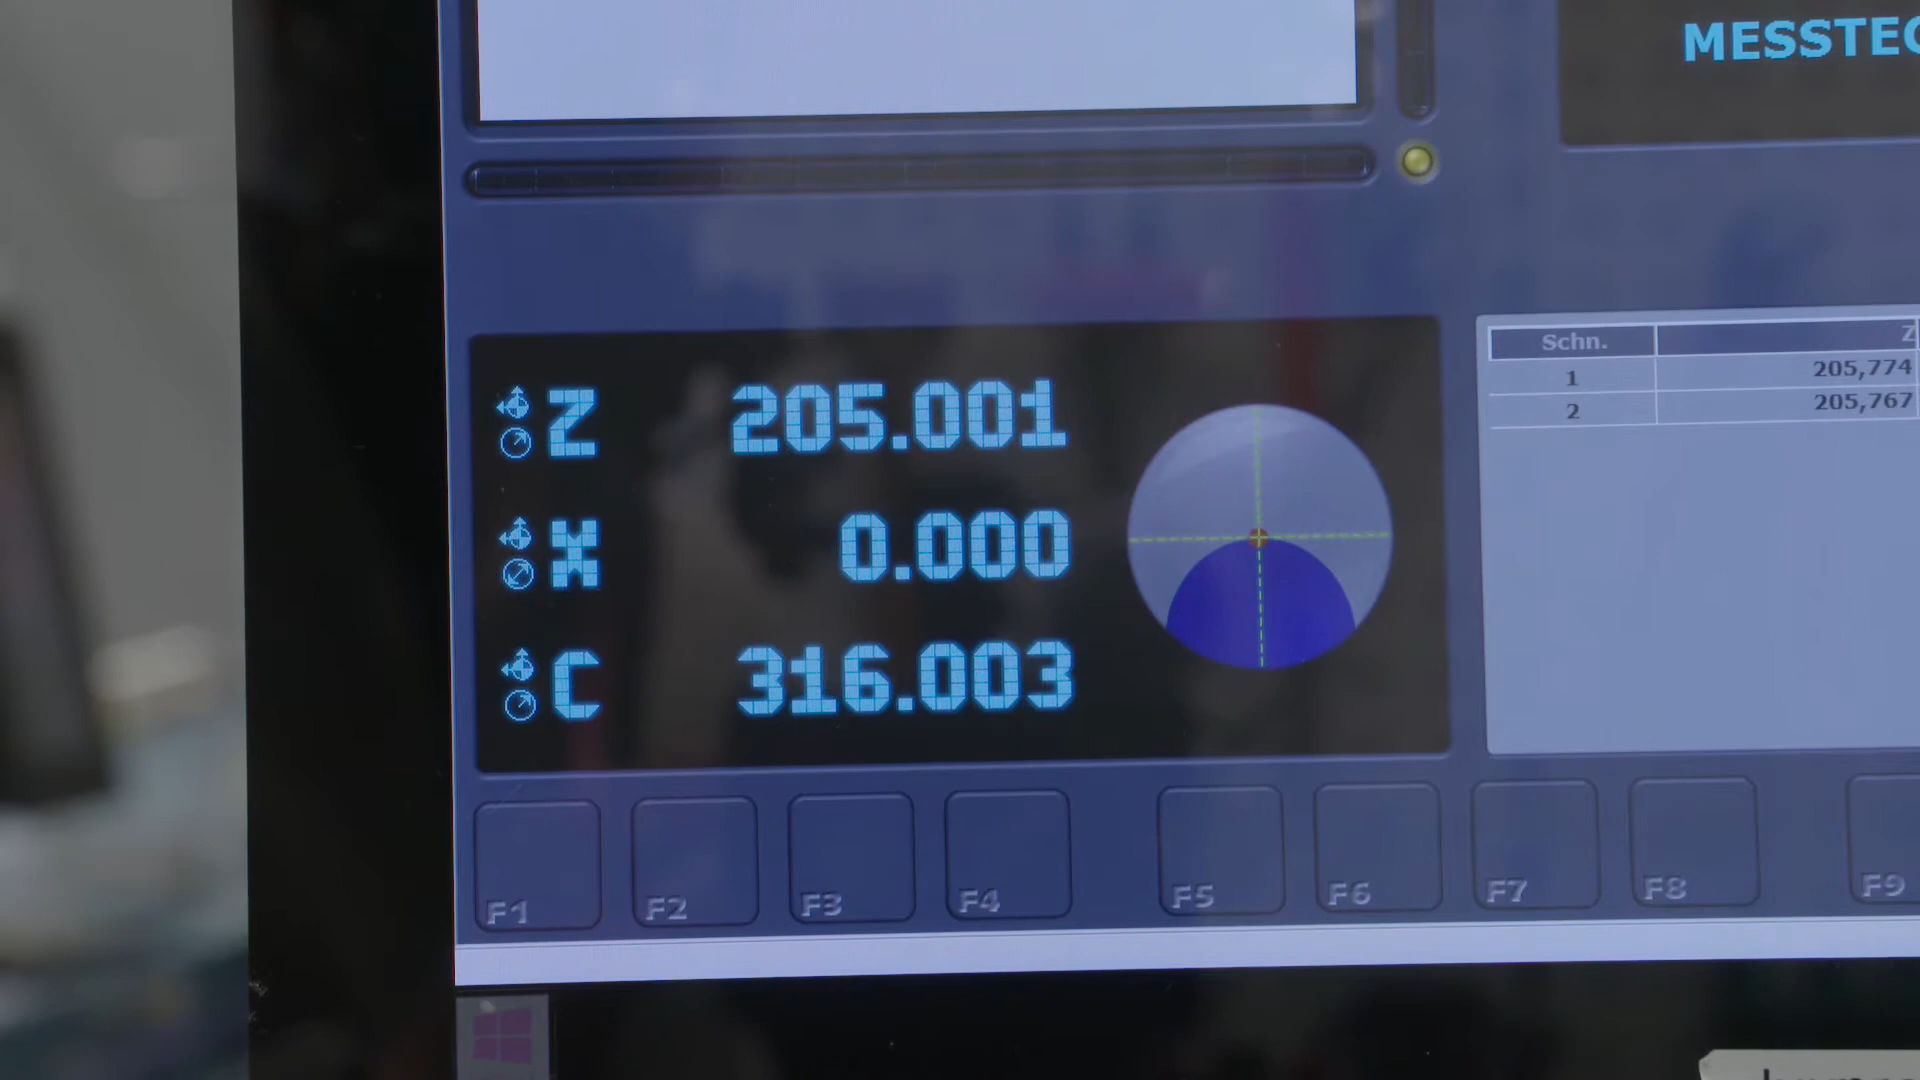 MESSTEC
Z 205.001
X 0.000
C 316.003
Schn. Z
1 205,774
2 205,767
F1 F2 F3 F4 F5 F6 F7 F8 F9